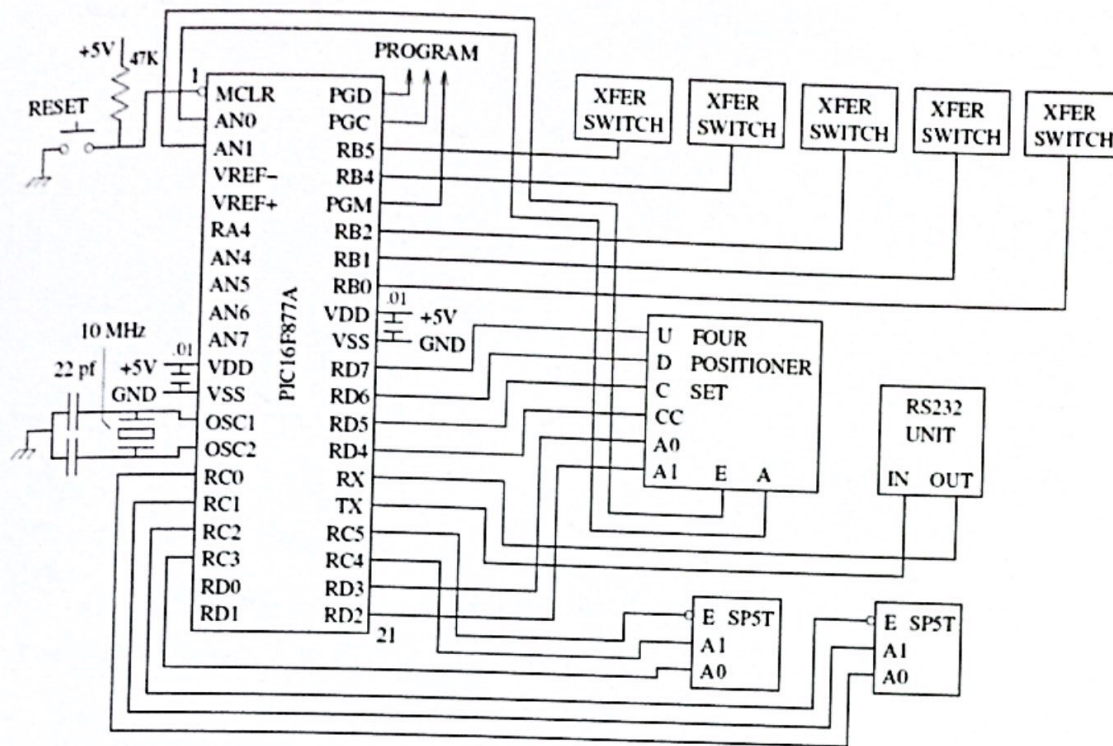 +5V
47K
RESET
1
PROGRAM
MCLR
AN0
AN1
VREF−
VREF+
RA4
AN4
AN5
AN6
AN7
VDD
VSS
OSC1
OSC2
RC0
RC1
RC2
RC3
RD0
RD1
PIC16F877A
PGD
PGC
RB5
RB4
PGM
RB2
RB1
RB0
VDD
VSS
RD7
RD6
RD5
RD4
RX
TX
RC5
RC4
RD3
RD2
21
.01
+5V
GND
10 MHz
22 pf
.01
+5V
GND
XFER
SWITCH
XFER
SWITCH
XFER
SWITCH
XFER
SWITCH
XFER
SWITCH
U FOUR
D POSITIONER
C SET
CC
A0
A1 E A
RS232
UNIT
IN OUT
E SP5T
A1
A0
E SP5T
A1
A0